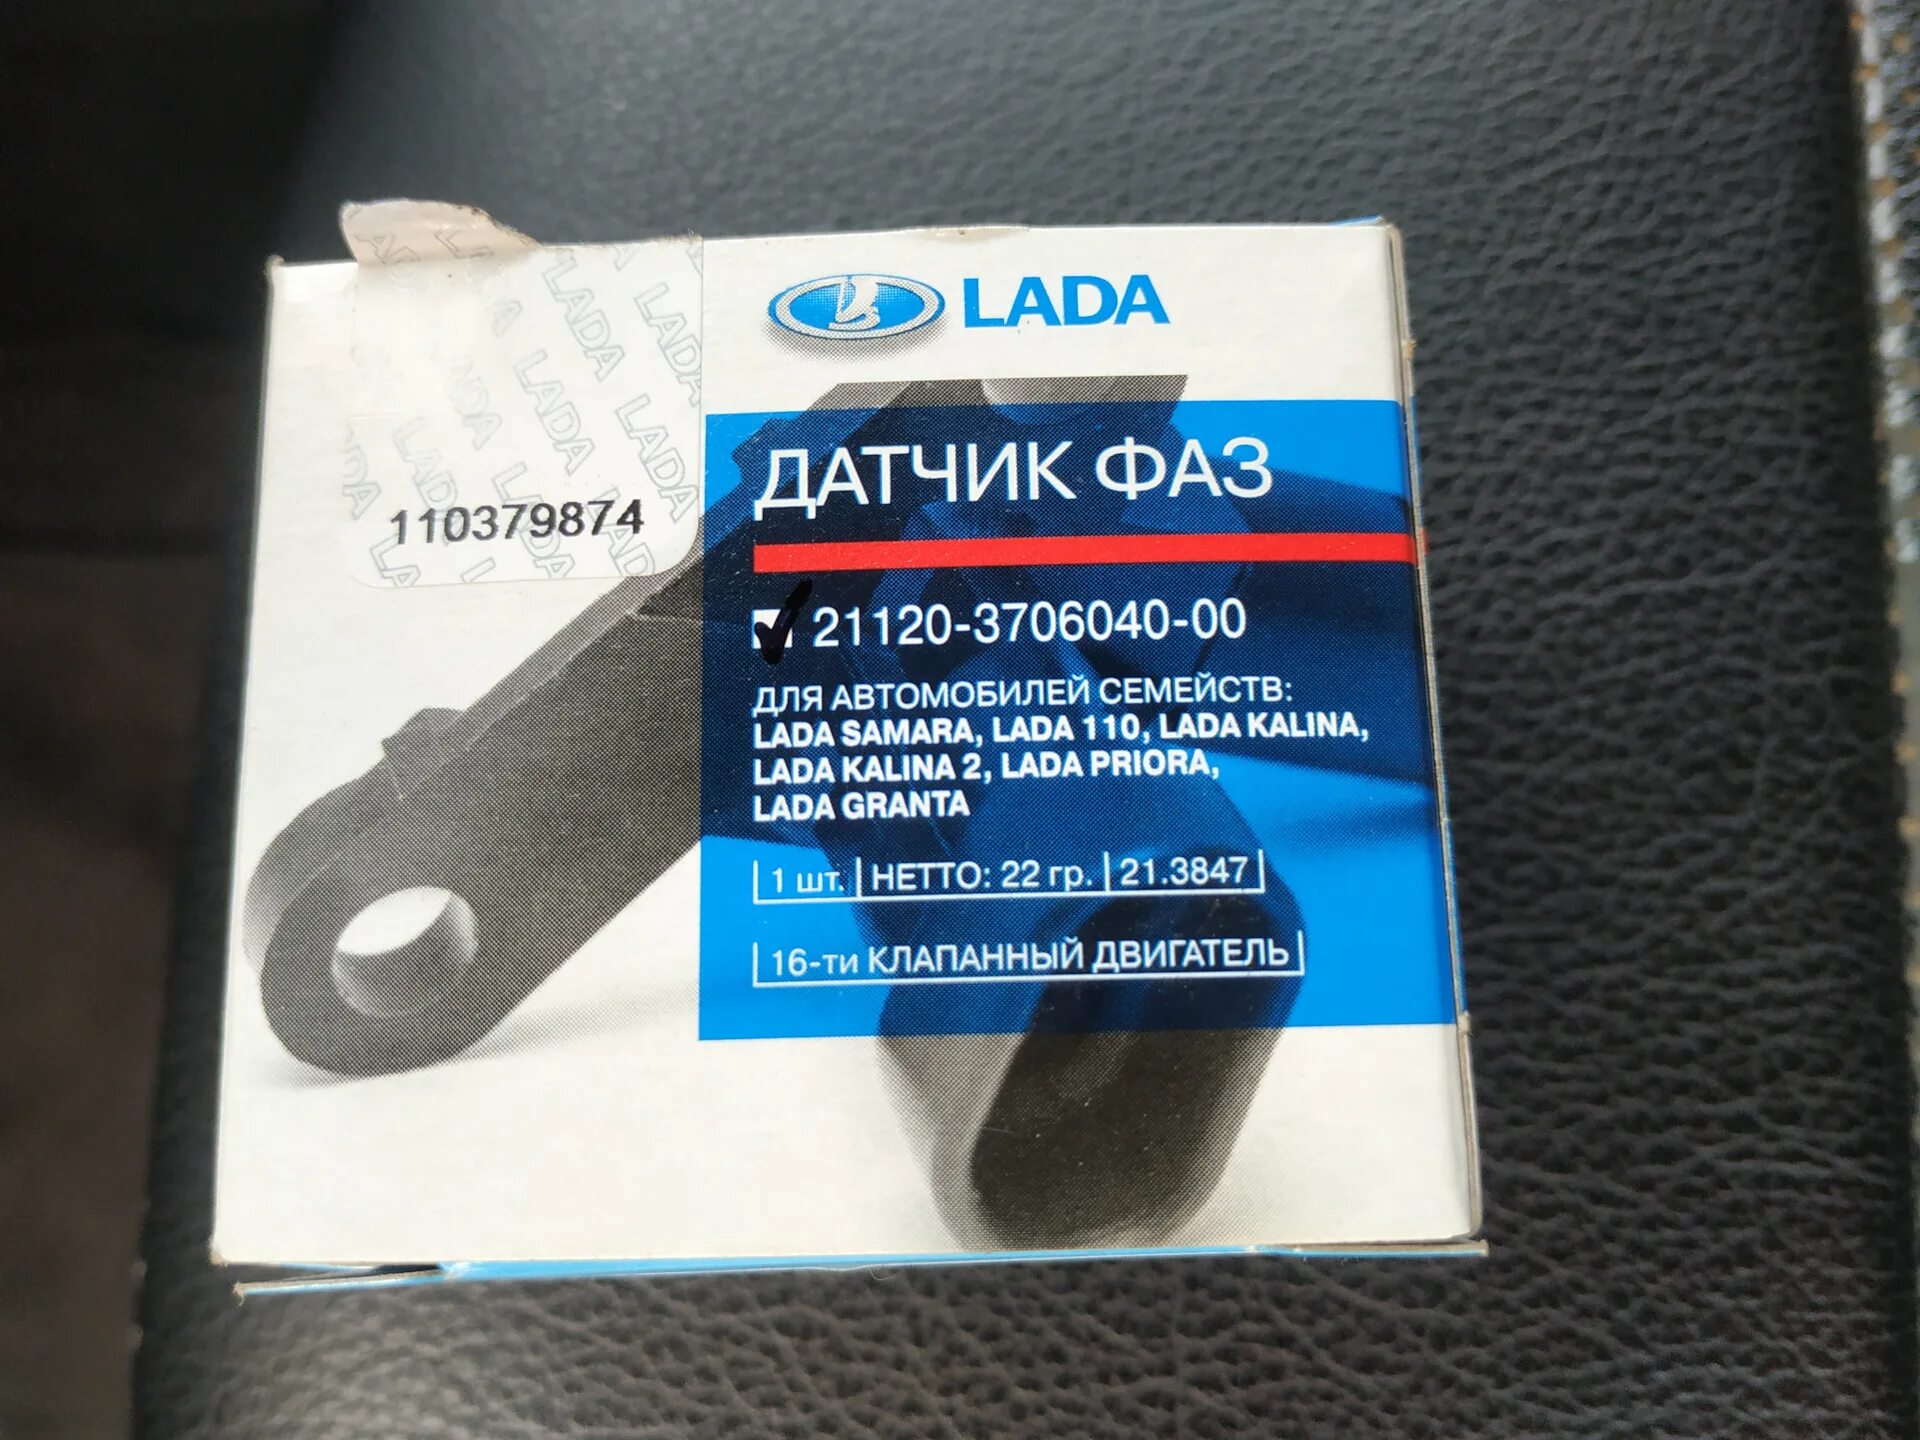 LADA
110379874
ДАТЧИК ФАЗ
21120-3706040-00
ДЛЯ АВТОМОБИЛЕЙ СЕМЕЙСТВ:
LADA SAMARA, LADA 110, LADA KALINA,
LADA KALINA 2, LADA PRIORA,
LADA GRANTA
1 шт. НЕТТО: 22 гр. 21.3847
16-ти КЛАПАННЫЙ ДВИГАТЕЛЬ